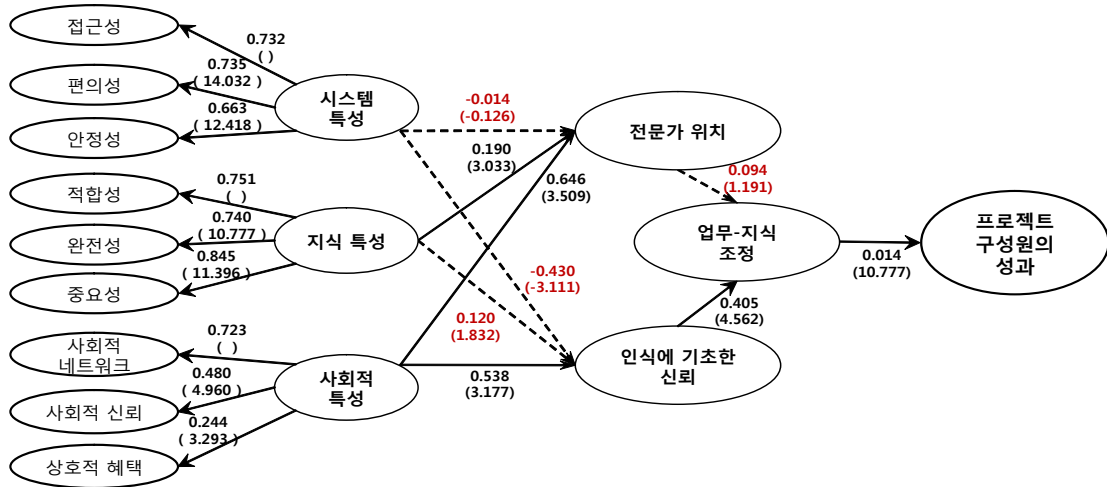 접근성
0.732
( )
편의성
0.735
( 14.032 )
안정성
0.663
( 12.418 )
시스템
특성
적합성
0.751
( )
완전성
0.740
( 10.777 )
중요성
0.845
( 11.396 )
지식 특성
사회적
네트워크
0.723
( )
사회적 신뢰
0.480
( 4.960 )
상호적 혜택
0.244
( 3.293 )
사회적
특성
-0.014
(-0.126)
0.190
(3.033)
0.646
(3.509)
-0.430
(-3.111)
0.120
(1.832)
0.538
(3.177)
전문가 위치
0.094
(1.191)
업무-지식
조정
0.405
(4.562)
인식에 기초한
신뢰
0.014
(10.777)
프로젝트
구성원의
성과